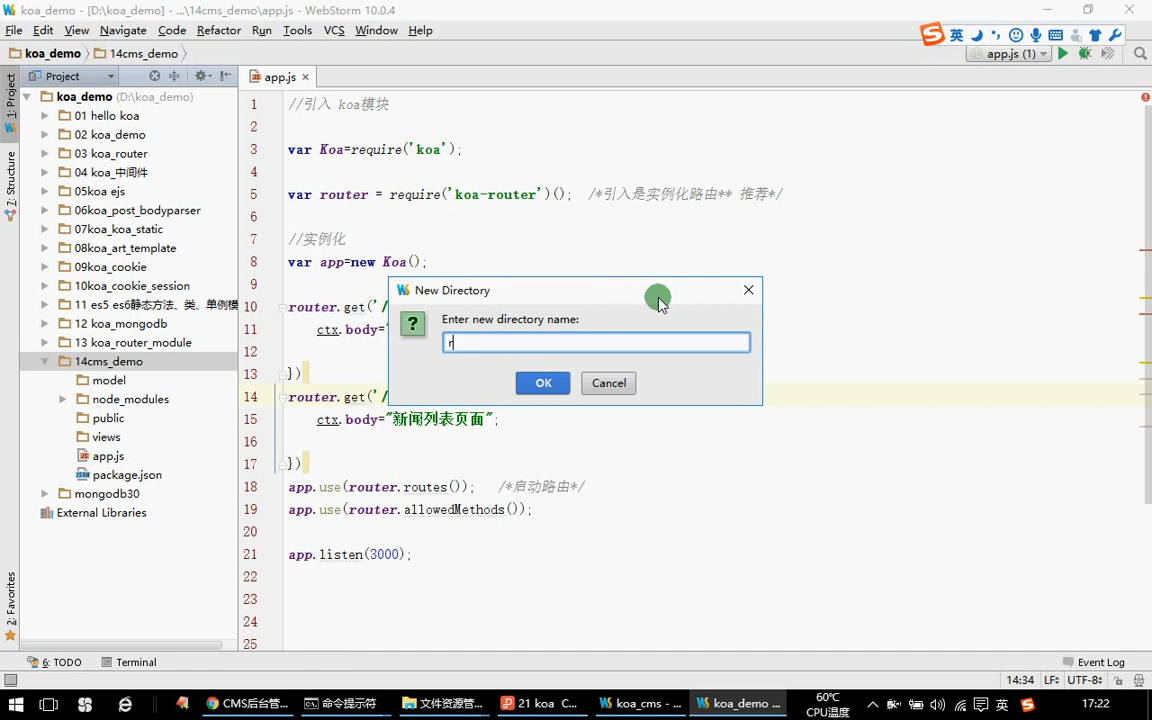 koa_demo - [D:\koa_demo] - ...\14cms_demo\app.js - WebStorm 10.0.4
File Edit View Navigate Code Refactor Run Tools VCS Window Help
英
koa_demo 14cms_demo
app.js (1)
Project
app.js
1: Project
Z: Structure
2: Favorites
koa_demo (D:\koa_demo)
01 hello koa
02 koa_demo
03 koa_router
04 koa_中间件
05koa ejs
06koa_post_bodyparser
07koa_koa_static
08koa_art_template
09koa_cookie
10koa_cookie_session
11 es5 es6静态方法、类、单例模
12 koa_mongodb
13 koa_router_module
14cms_demo
model
node_modules
public
views
app.js
package.json
mongodb30
External Libraries
1 //引入 koa模块
2
3 var Koa=require('koa');
4
5 var router = require('koa-router')(); /*引入是实例化路由** 推荐*/
6
7 //实例化
8 var app=new Koa();
9
10 router.get('/
11 ctx.body="
12
13 })
14 router.get('/
15 ctx.body="新闻列表页面";
16
17 })
18 app.use(router.routes()); /*启动路由*/
19 app.use(router.allowedMethods());
20
21 app.listen(3000);
22
23
24
25
New Directory
Enter new directory name:
r
OK Cancel
6: TODO Terminal Event Log
14:34 LF UTF-8
CMS后台管... 命令提示符 文件资源管... 21 koa C... koa_cms - ... koa_demo ...
60℃
CPU温度
英
17:22